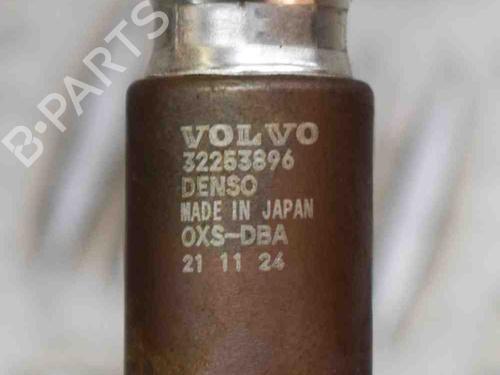 B-PARTS
VOLVO
32253896
DENSO
MADE IN JAPAN
OXS-DBA
21 11 24